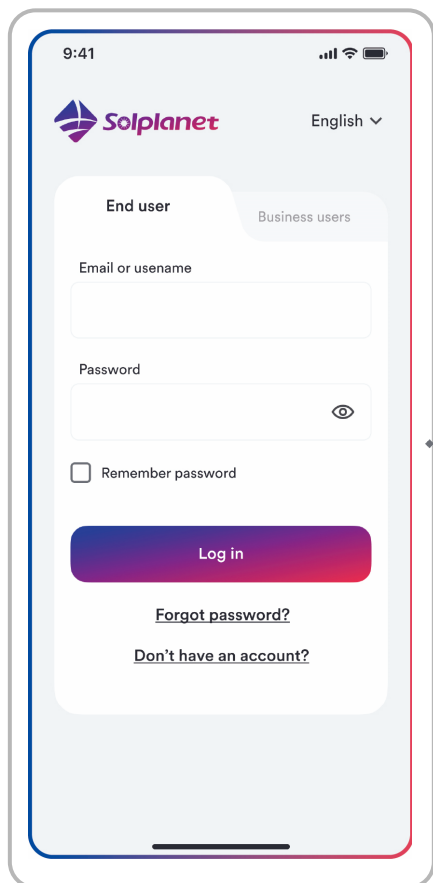 9:41
Solplanet
English
End user
Business users
Email or usename
Password
Remember password
Log in
Forgot password?
Don’t have an account?